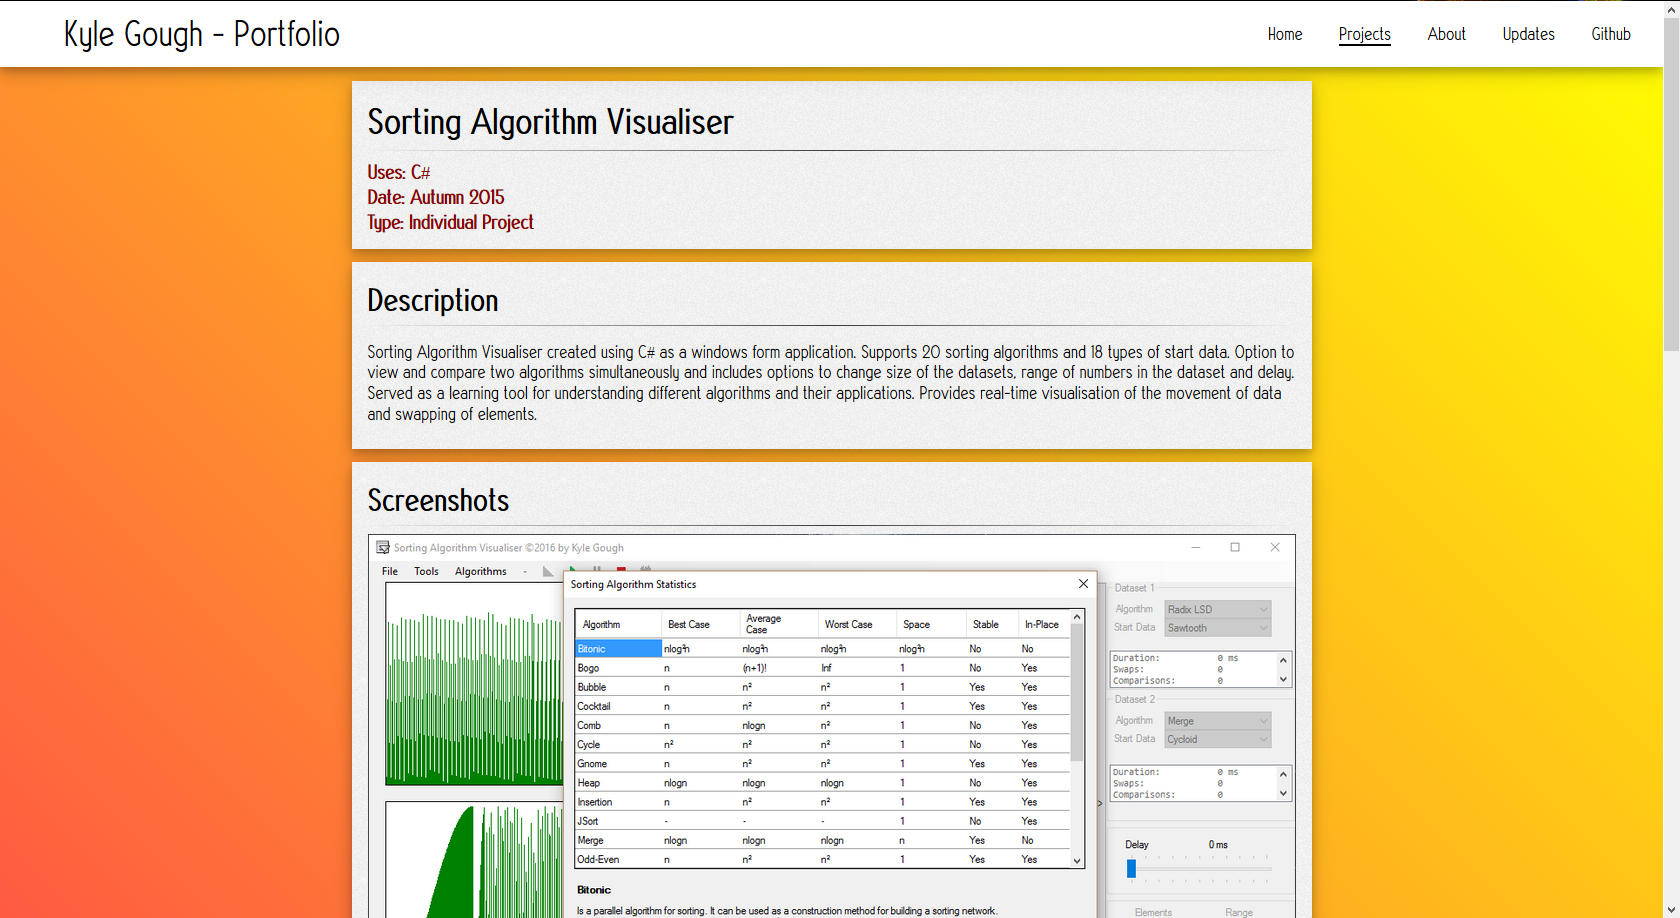 Kyle Gough - Portfolio
Home Projects About Updates Github
Sorting Algorithm Visualiser
Uses: C#
Date: Autumn 2015
Type: Individual Project
Description
Sorting Algorithm Visualiser created using C# as a windows form application. Supports 20 sorting algorithms and 18 types of start data. Option to
view and compare two algorithms simultaneously and includes options to change size of the datasets, range of numbers in the dataset and delay.
Served as a learning tool for understanding different algorithms and their applications. Provides real-time visualisation of the movement of data
and swapping of elements.
Screenshots
Sorting Algorithm Visualiser ©2016 by Kyle Gough
File Tools Algorithms -
Sorting Algorithm Statistics
Algorithm Best Case Average Case Worst Case Space Stable In-Place
Bitonic nlog²n nlog²n nlog²n nlog²n No No
Bogo n (n+1)! Inf 1 No Yes
Bubble n n² n² 1 Yes Yes
Cocktail n n² n² 1 Yes Yes
Comb n nlogn n² 1 No Yes
Cycle n² n² n² 1 No Yes
Gnome n n² n² 1 Yes Yes
Heap nlogn nlogn nlogn 1 No Yes
Insertion n n² n² 1 Yes Yes
JSort - - - 1 No Yes
Merge nlogn nlogn nlogn n Yes No
Odd-Even n n² n² 1 Yes Yes
Bitonic
Is a parallel algorithm for sorting. It can be used as a construction method for building a sorting network.
Dataset 1
Algorithm Radix LSD
Start Data Sawtooth
Duration: 0 ms
Swaps: 0
Comparisons: 0
Dataset 2
Algorithm Merge
Start Data Cycloid
Duration: 0 ms
Swaps: 0
Comparisons: 0
>
Delay 0 ms
Elements Range